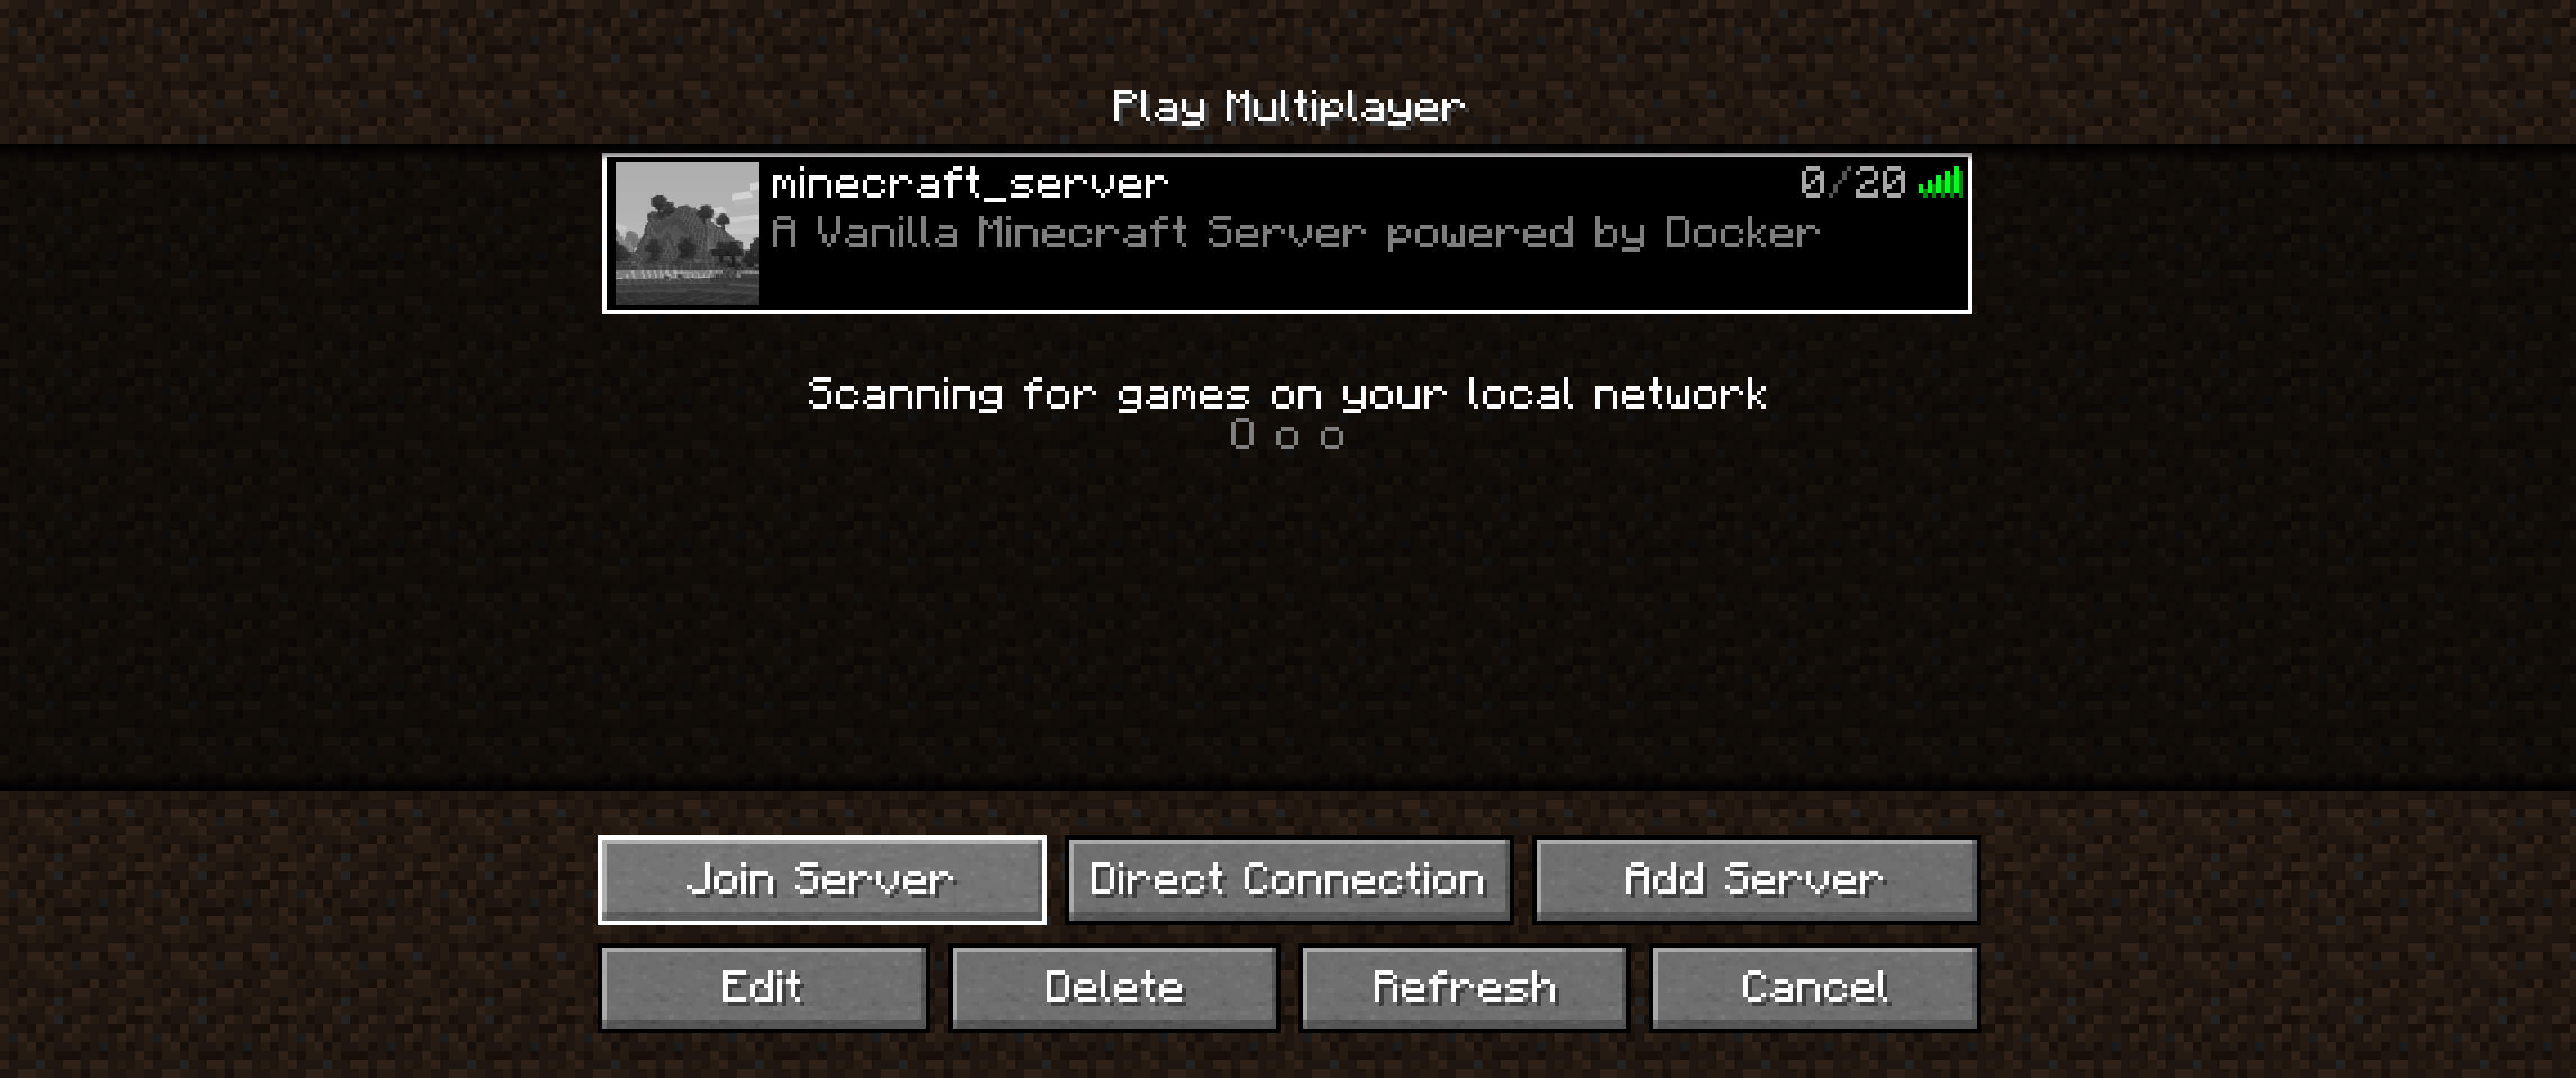 Play Multiplayer
minecraft_server 0/20
A Vanilla Minecraft Server powered by Docker
Scanning for games on your local network
O o o
Join Server Direct Connection Add Server
Edit Delete Refresh Cancel